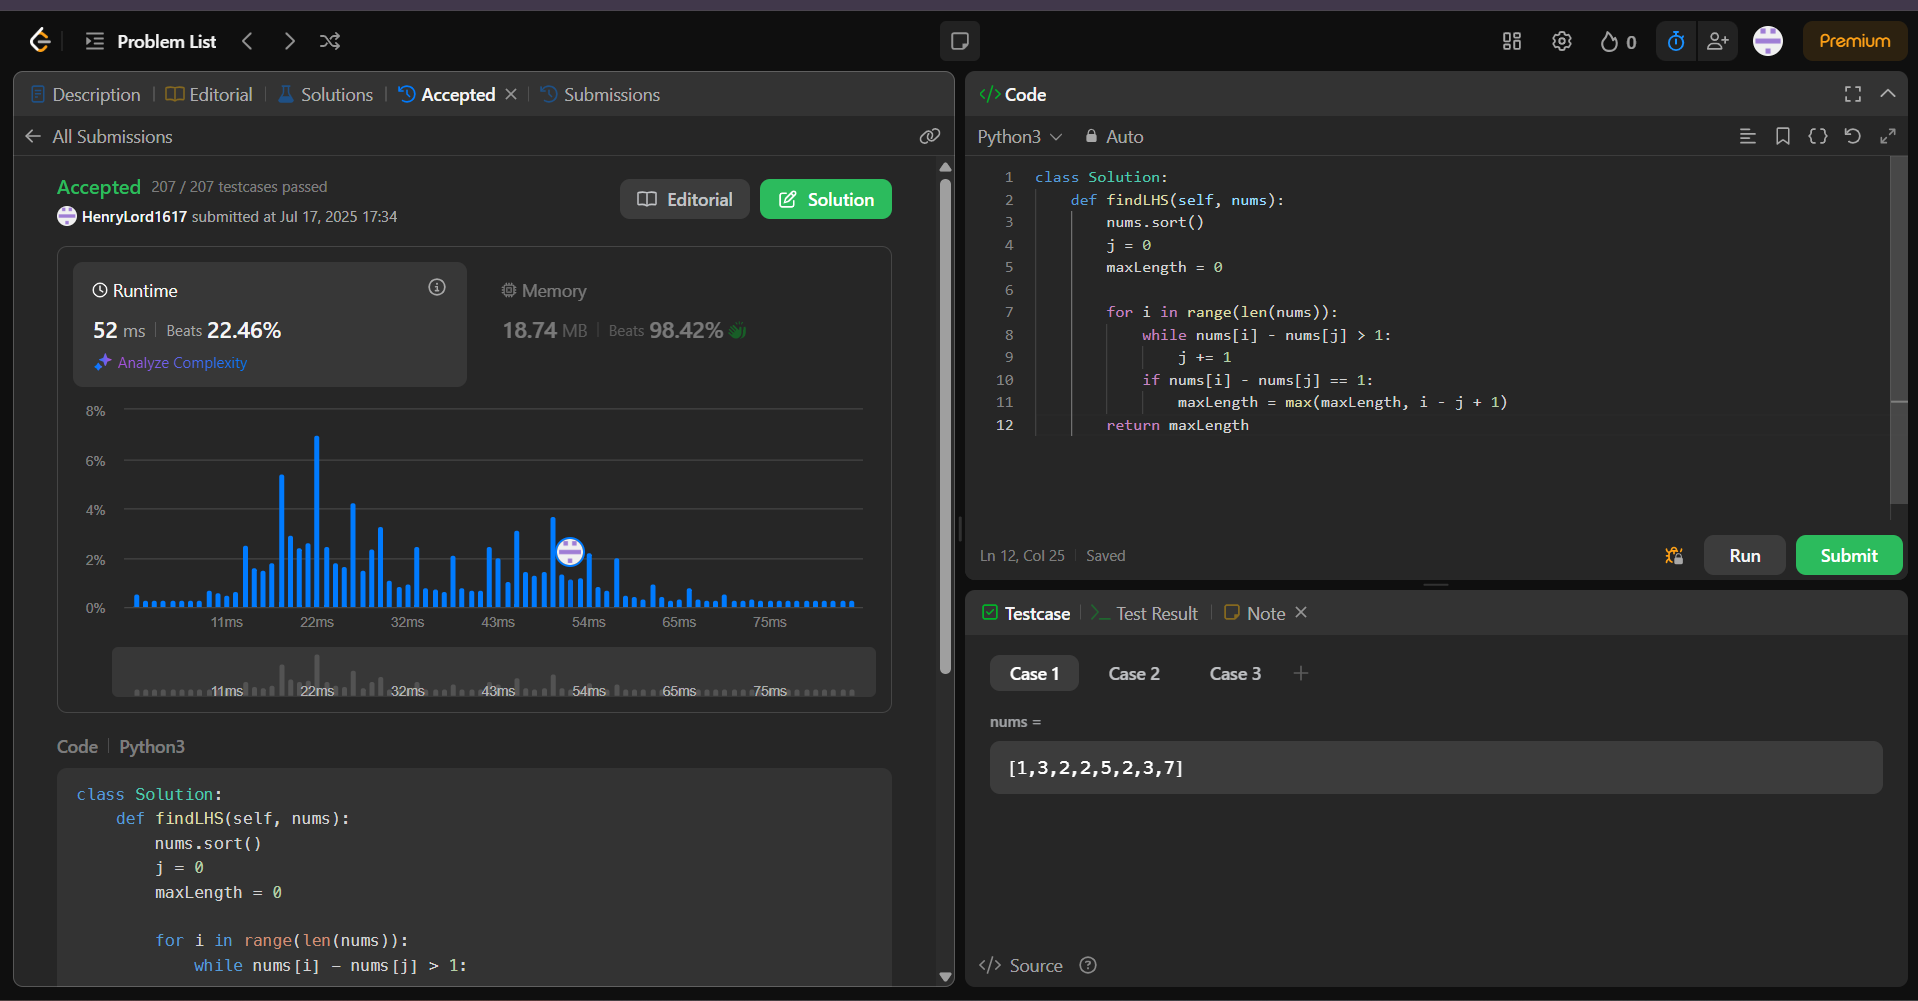 Problem List
0
Premium
Description
Editorial
Solutions
Accepted
Submissions
All Submissions
Accepted 207 / 207 testcases passed
HenryLord1617 submitted at Jul 17, 2025 17:34
Editorial
Solution
Runtime
52 ms Beats 22.46%
Analyze Complexity
Memory
18.74 MB Beats 98.42%
8%
6%
4%
2%
0%
11ms 22ms 32ms 43ms 54ms 65ms 75ms
11ms 22ms 32ms 43ms 54ms 65ms 75ms
Code Python3
class Solution:
    def findLHS(self, nums):
        nums.sort()
        j = 0
        maxLength = 0
        for i in range(len(nums)):
            while nums[i] - nums[j] > 1:
</> Code
Python3 Auto
1 class Solution:
2     def findLHS(self, nums):
3         nums.sort()
4         j = 0
5         maxLength = 0
6
7         for i in range(len(nums)):
8             while nums[i] - nums[j] > 1:
9                 j += 1
10             if nums[i] - nums[j] == 1:
11                 maxLength = max(maxLength, i - j + 1)
12         return maxLength
Ln 12, Col 25 Saved
Run
Submit
Testcase
Test Result
Note
Case 1
Case 2
Case 3
nums =
[1,3,2,2,5,2,3,7]
</> Source